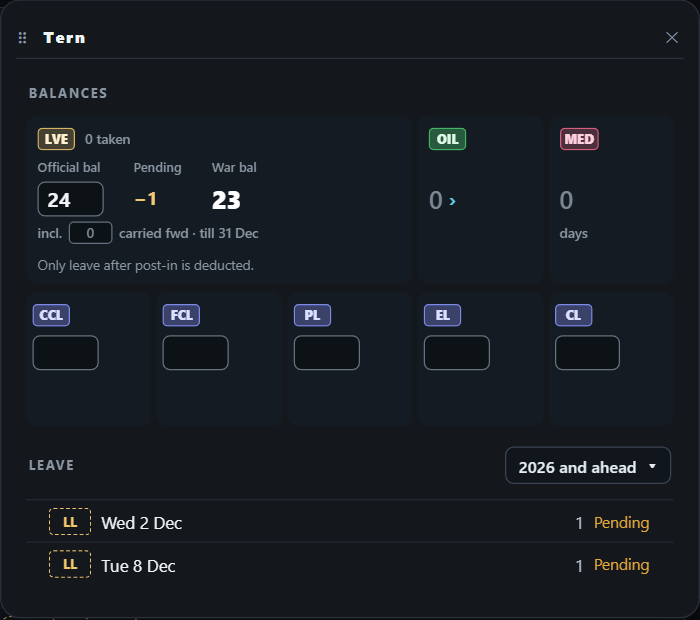 Tern
BALANCES
LVE 0 taken
Official bal Pending War bal
24 −1 23
incl. 0 carried fwd · till 31 Dec
Only leave after post-in is deducted.
OIL
0 ›
MED
0
days
CCL FCL PL EL CL
LEAVE 2026 and ahead
LL Wed 2 Dec 1 Pending
LL Tue 8 Dec 1 Pending